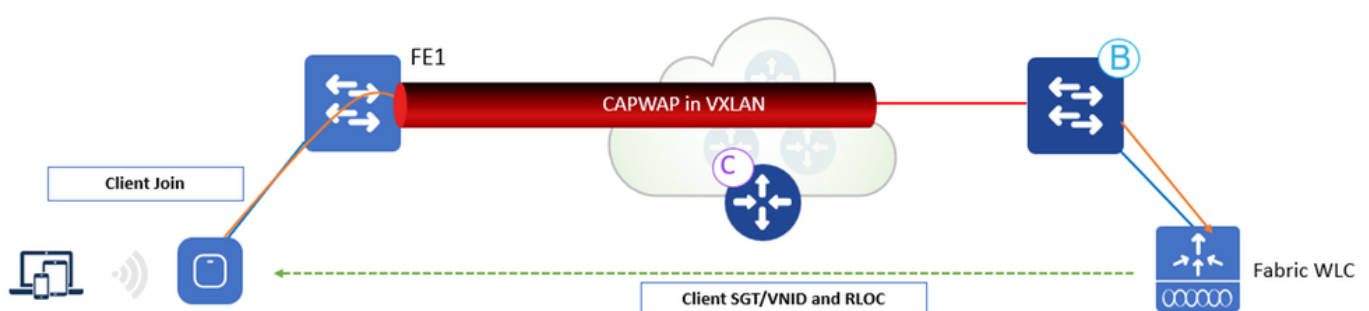 B
FE1
CAPWAP in VXLAN
C
Client Join
Fabric WLC
Client SGT/VNID and RLOC